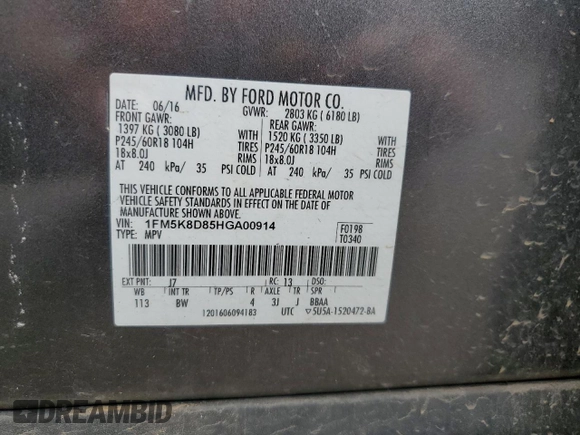 MFD. BY FORD MOTOR CO.
DATE: 06/16 GVWR: 2803 KG ( 6180 LB)
FRONT GAWR: REAR GAWR:
1397 KG ( 3080 LB) WITH 1520 KG ( 3350 LB) WITH
P245/60R18 104H TIRES P245/60R18 104H TIRES
18x8.0J RIMS 18x8.0J RIMS
AT 240 kPa/ 35 PSI COLD AT 240 kPa/ 35 PSI COLD
THIS VEHICLE CONFORMS TO ALL APPLICABLE FEDERAL MOTOR
VEHICLE SAFETY STANDARDS IN EFFECT ON THE DATE OF
MANUFACTURE SHOWN ABOVE.
VIN: 1FM5K8D85HGA00914 F0198
TYPE: MPV T0340
EXT PNT: J7 RC: 13 DSO:
WB INT TR TP/PS R AXLE TR SPR
113 BW 4 3J J BBAA
1201606094183 UTC ▽5U5A-1520472-BA
DREAMBID